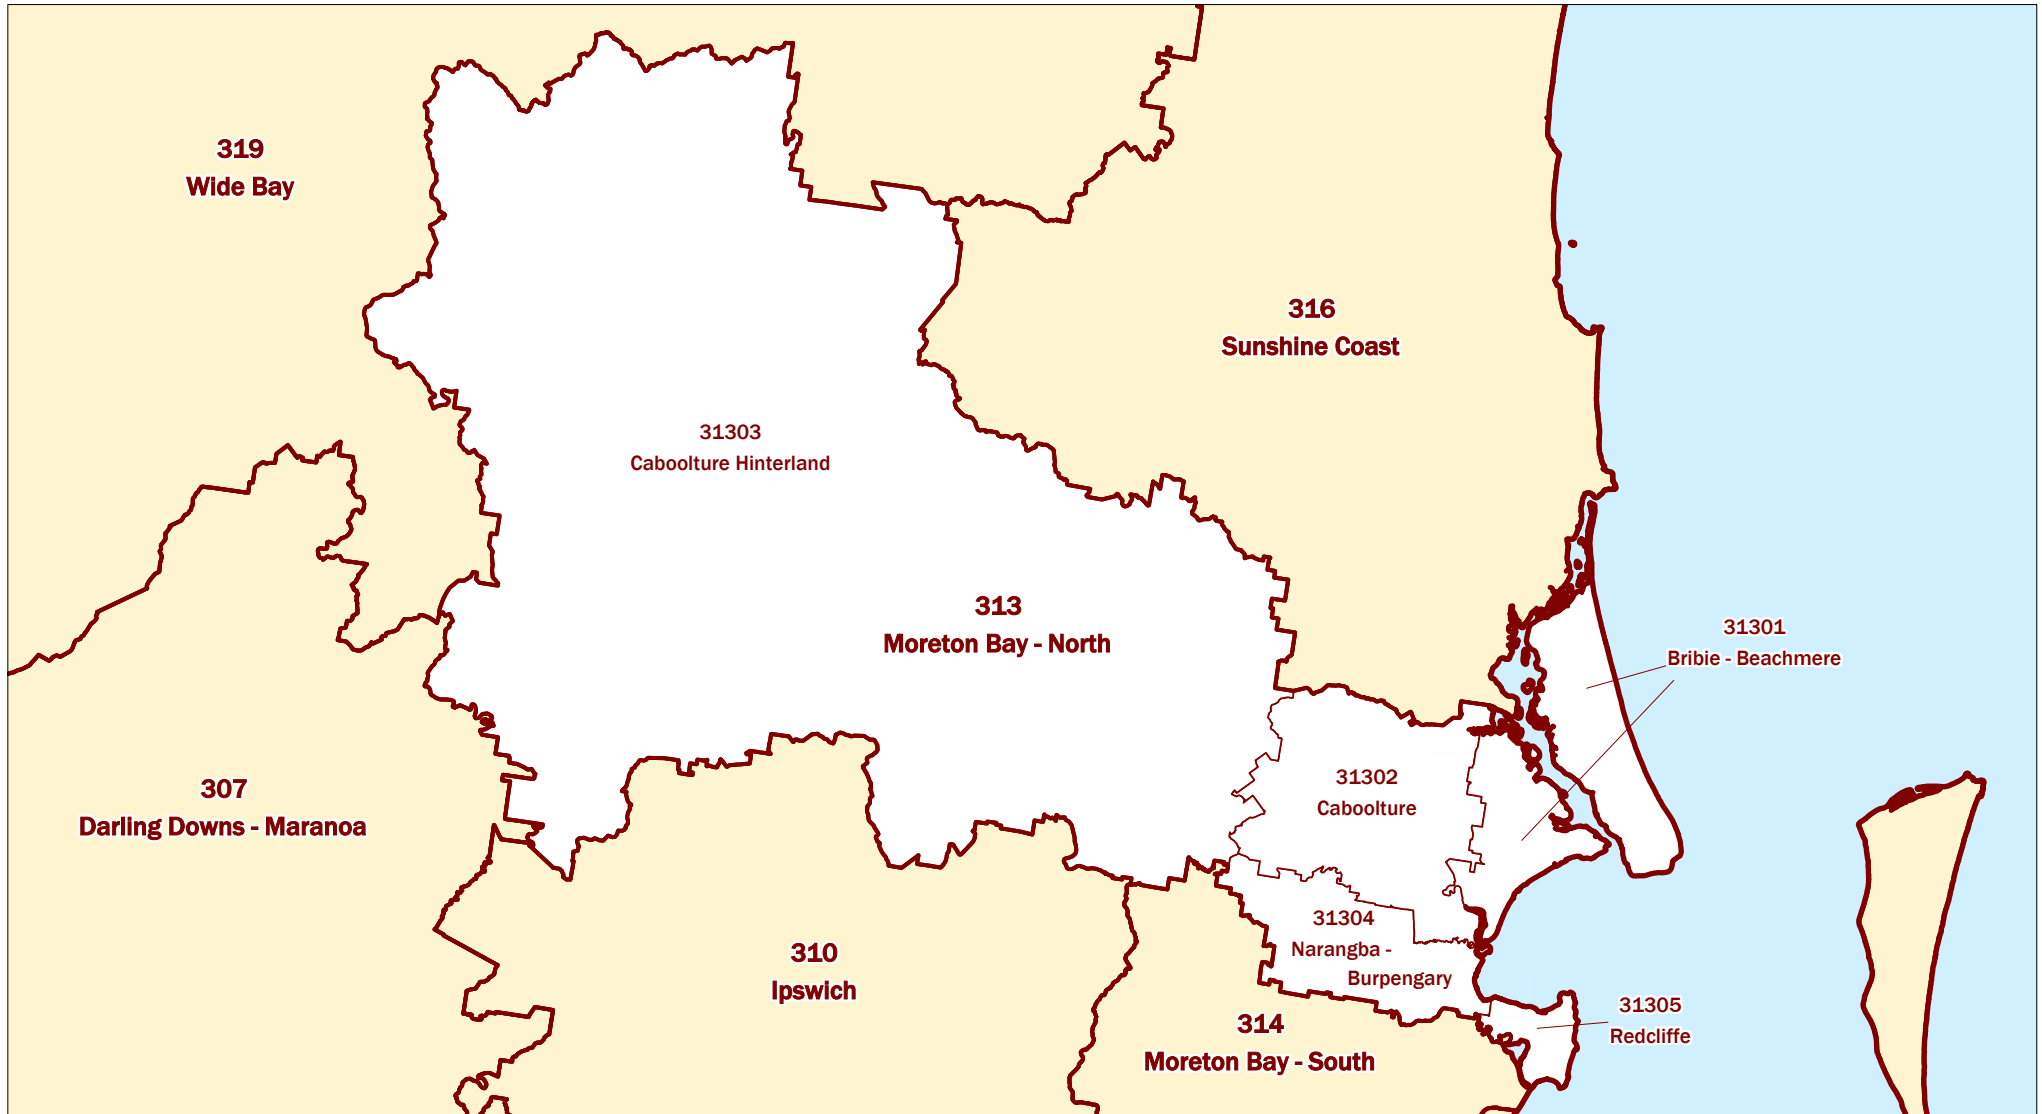 319
Wide Bay
316
Sunshine Coast
31303
Caboolture Hinterland
313
Moreton Bay - North
31301
Bribie - Beachmere
31302
Caboolture
307
Darling Downs - Maranoa
31304
Narangba -
Burpengary
310
Ipswich
31305
Redcliffe
314
Moreton Bay - South